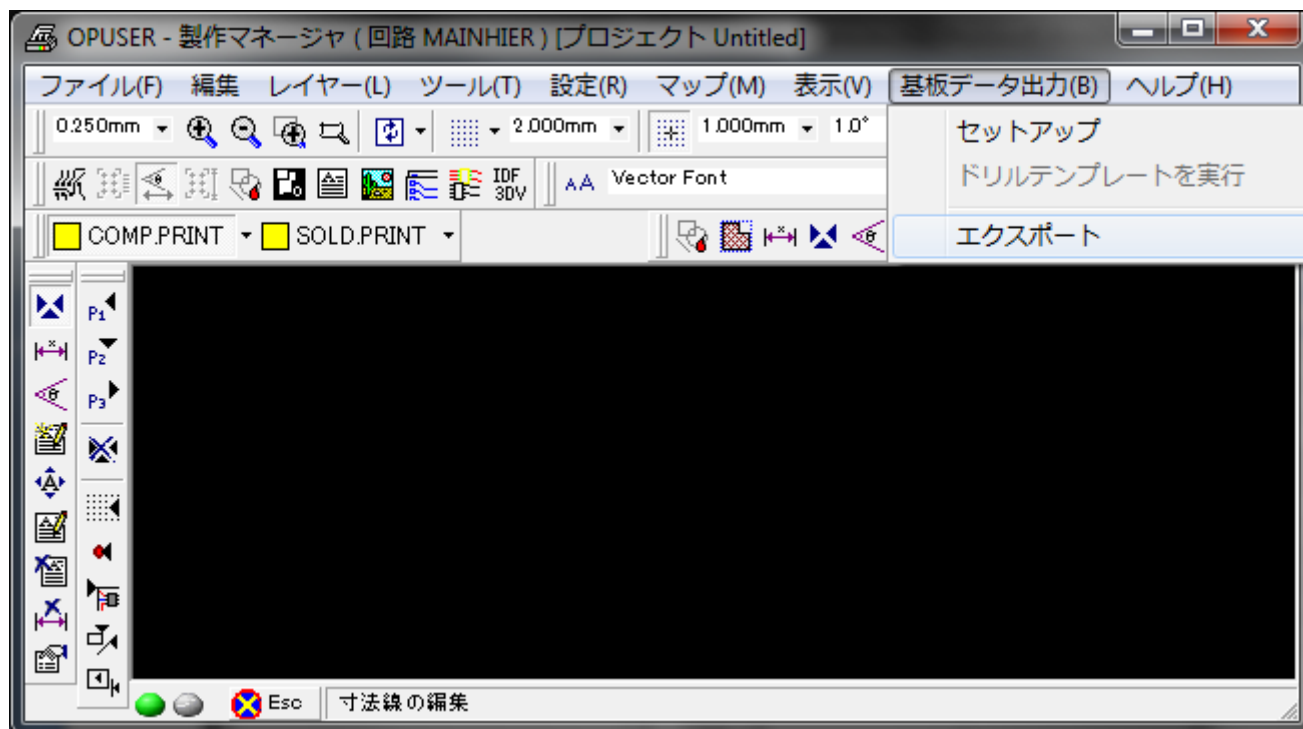 OPUSER - 製作マネージャ ( 回路 MAINHIER ) [プロジェクト Untitled]
ファイル(F) 編集 レイヤー(L) ツール(T) 設定(R) マップ(M) 表示(V) 基板データ出力(B) ヘルプ(H)
0.250mm 2.000mm 1.000mm 1.0°
セットアップ
ドリルテンプレートを実行
エクスポート
IDF 3DV AA Vector Font
COMP.PRINT SOLD.PRINT
P1
P2
P3
Esc 寸法線の編集